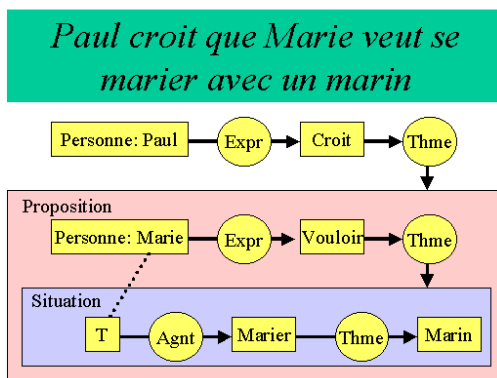 Paul croit que Marie veut se
marier avec un marin
Personne: Paul Expr Croit Thme
Proposition
Personne: Marie Expr Vouloir Thme
Situation
T Agnt Marier Thme Marin